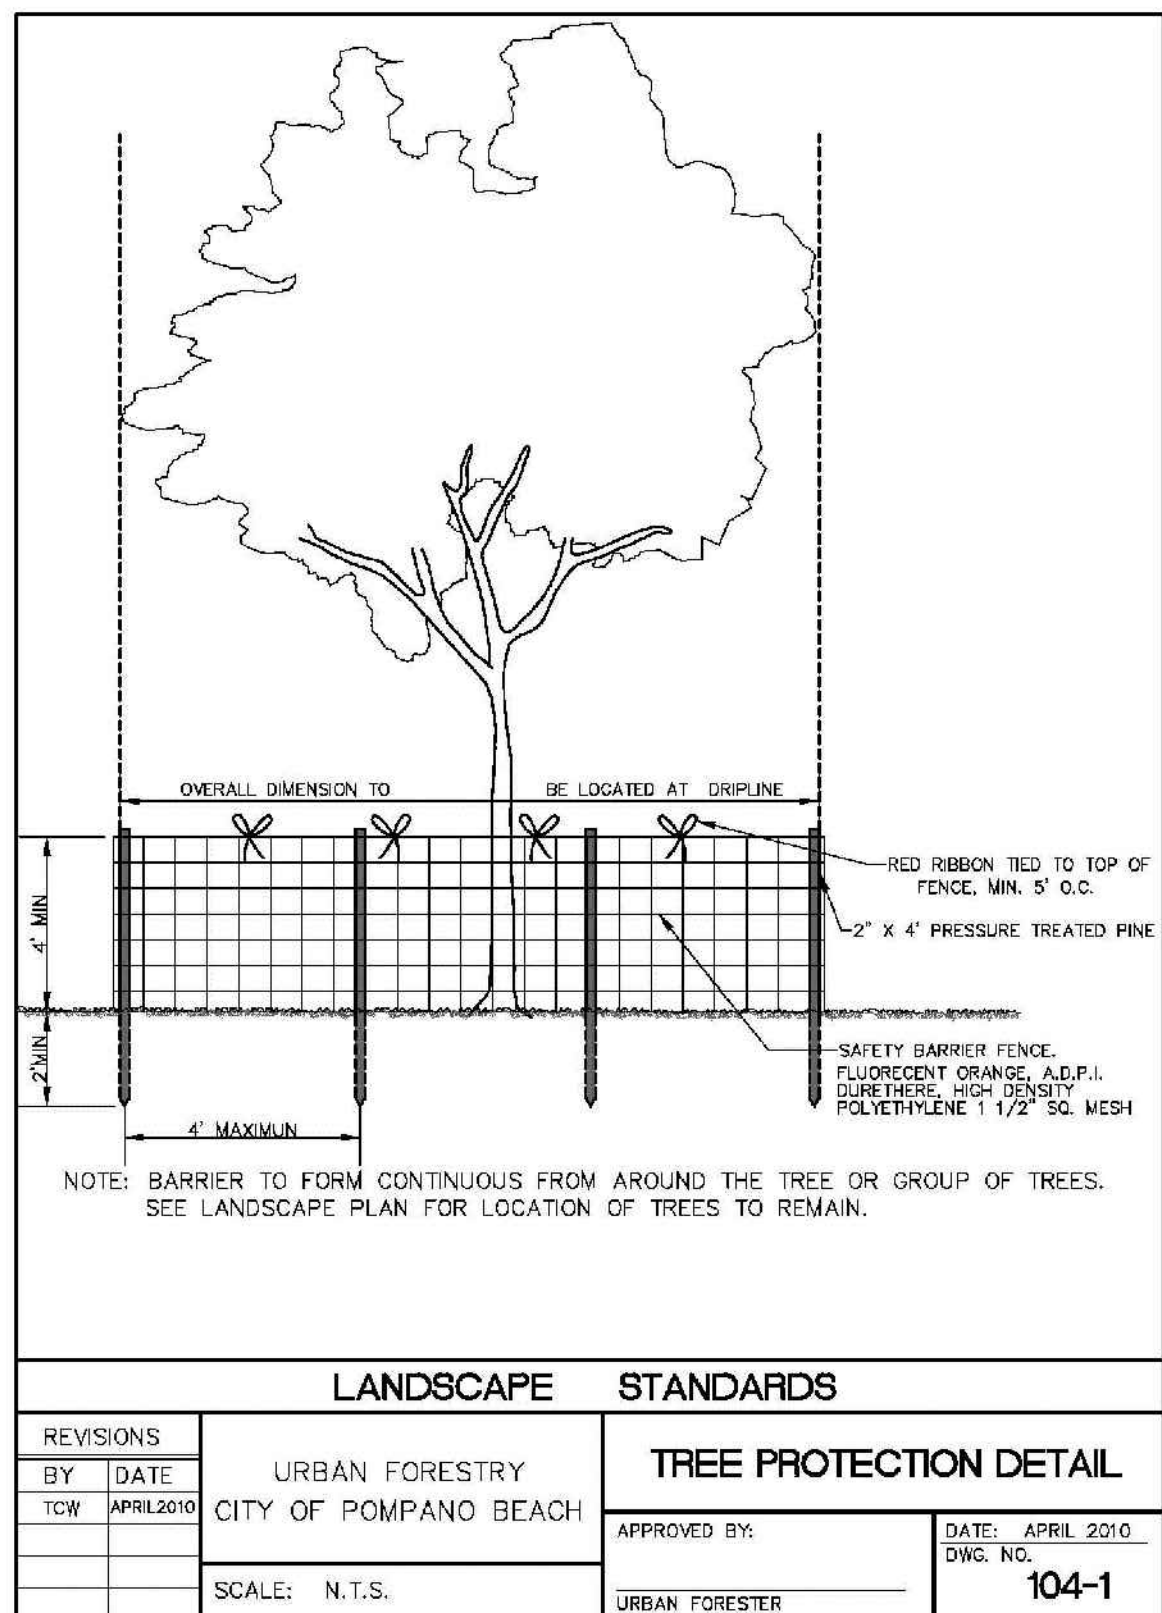 OVERALL DIMENSION TO BE LOCATED AT DRIPLINE
RED RIBBON TIED TO TOP OF
FENCE, MIN. 5' O.C.
2" X 4' PRESSURE TREATED PINE
4' MIN
2'MIN
SAFETY BARRIER FENCE.
FLUORECENT ORANGE, A.D.P.I.
DURETHERE, HIGH DENSITY
POLYETHYLENE 1 1/2" SQ. MESH
4' MAXIMUN
NOTE: BARRIER TO FORM CONTINUOUS FROM AROUND THE TREE OR GROUP OF TREES.
SEE LANDSCAPE PLAN FOR LOCATION OF TREES TO REMAIN.
LANDSCAPE STANDARDS
REVISIONS
BY DATE
TCW APRIL2010
URBAN FORESTRY
CITY OF POMPANO BEACH
SCALE: N.T.S.
TREE PROTECTION DETAIL
APPROVED BY:
URBAN FORESTER
DATE: APRIL 2010
DWG. NO.
104-1